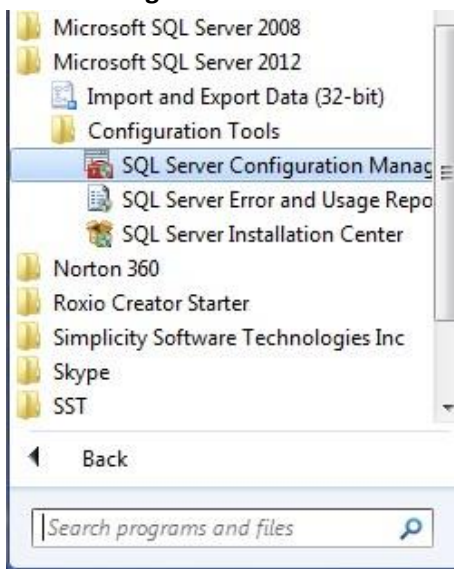 Microsoft SQL Server 2008
Microsoft SQL Server 2012
Import and Export Data (32-bit)
Configuration Tools
SQL Server Configuration Manag
SQL Server Error and Usage Repo
SQL Server Installation Center
Norton 360
Roxio Creator Starter
Simplicity Software Technologies Inc
Skype
SST
Back
Search programs and files